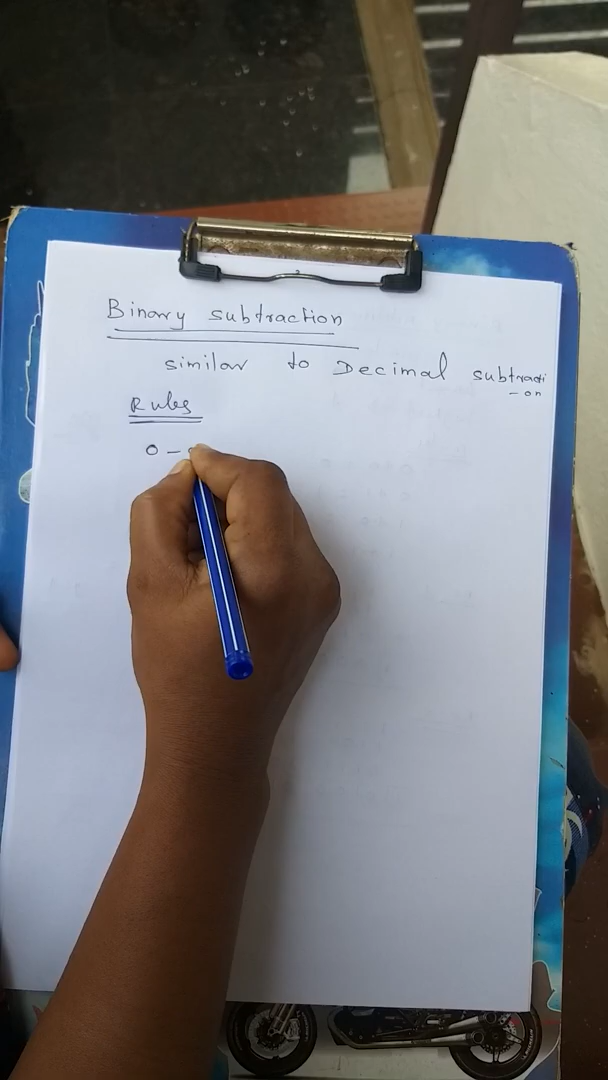 Binary subtraction
similar to Decimal subtracti
-on
Rules
0 -